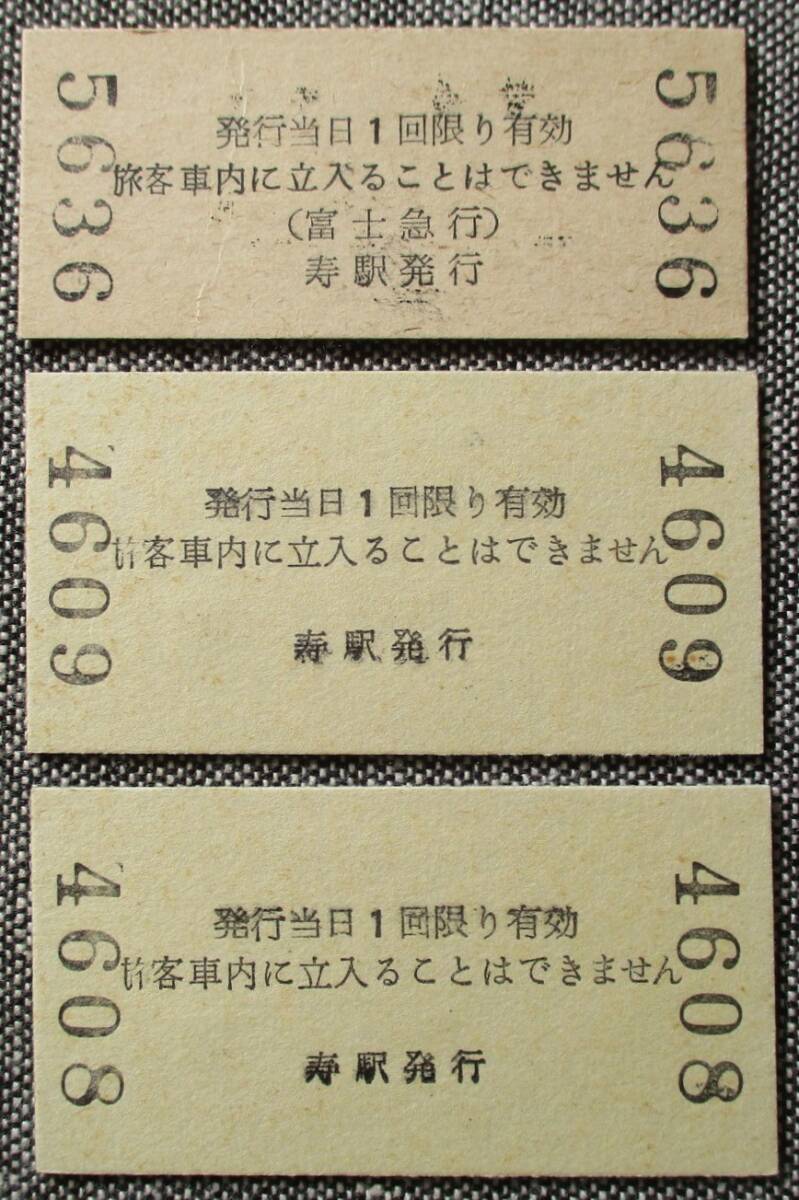 5636
発行当日1回限り有効
旅客車内に立入ることはできません
(富士急行)
寿駅発行
5636
4609
発行当日1回限り有効
旅客車内に立入ることはできません
寿駅発行
4609
4608
発行当日1回限り有効
旅客車内に立入ることはできません
寿駅発行
4608